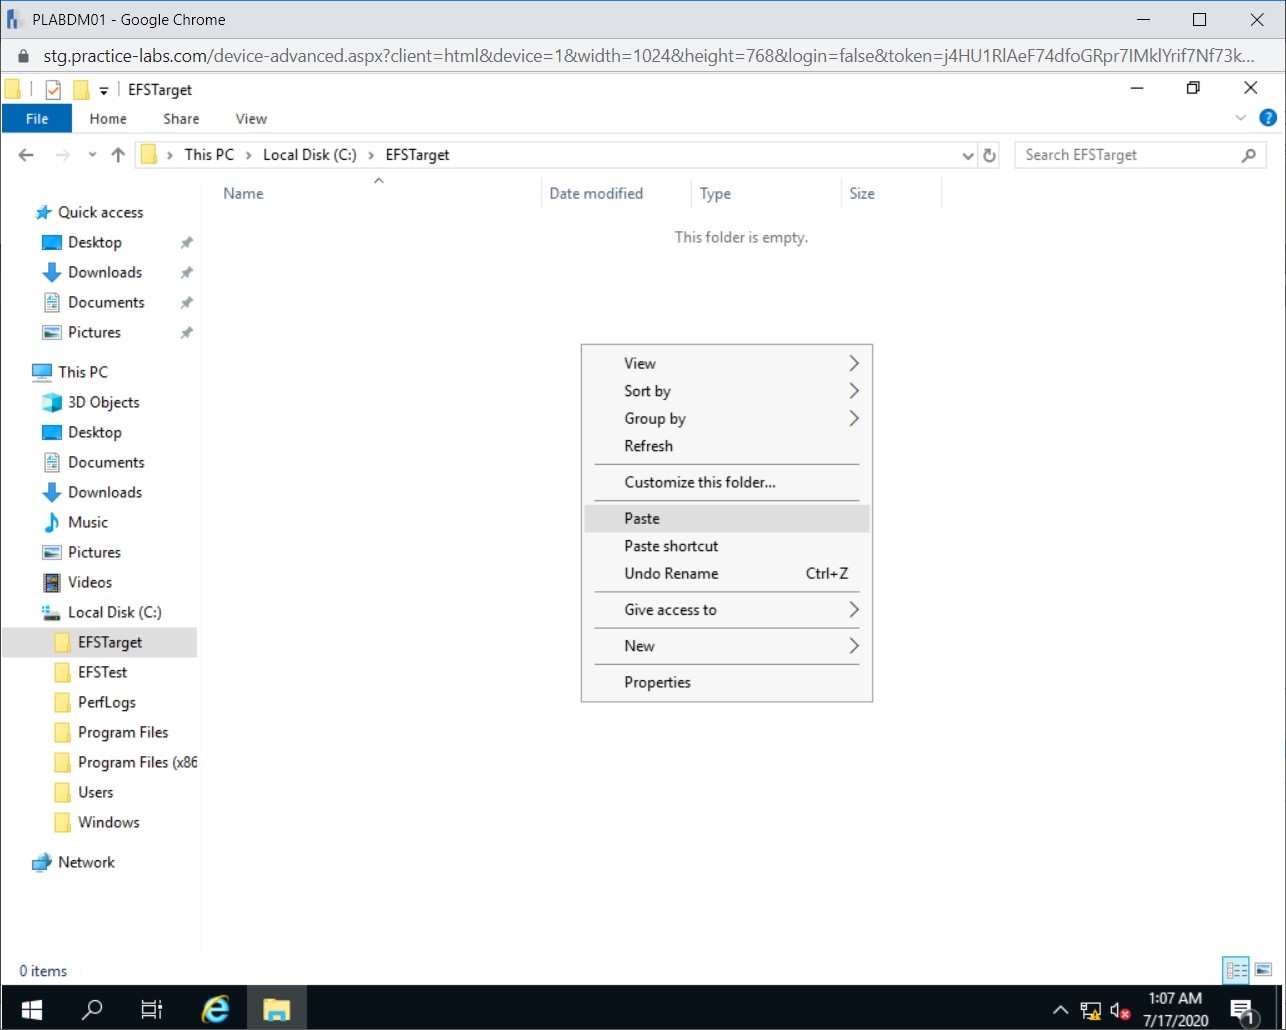 PLABDM01 - Google Chrome
stg.practice-labs.com/device-advanced.aspx?client=html&device=1&width=1024&height=768&login=false&token=j4HU1RlAeF74dfoGRpr7IMklYrif7Nf73k...
EFSTarget
File Home Share View
This PC Local Disk (C:) EFSTarget
Search EFSTarget
Name Date modified Type Size
This folder is empty.
Quick access
Desktop
Downloads
Documents
Pictures
This PC
3D Objects
Desktop
Documents
Downloads
Music
Pictures
Videos
Local Disk (C:)
EFSTarget
EFSTest
PerfLogs
Program Files
Program Files (x86
Users
Windows
Network
View
Sort by
Group by
Refresh
Customize this folder...
Paste
Paste shortcut
Undo Rename Ctrl+Z
Give access to
New
Properties
0 items
1:07 AM
7/17/2020
1